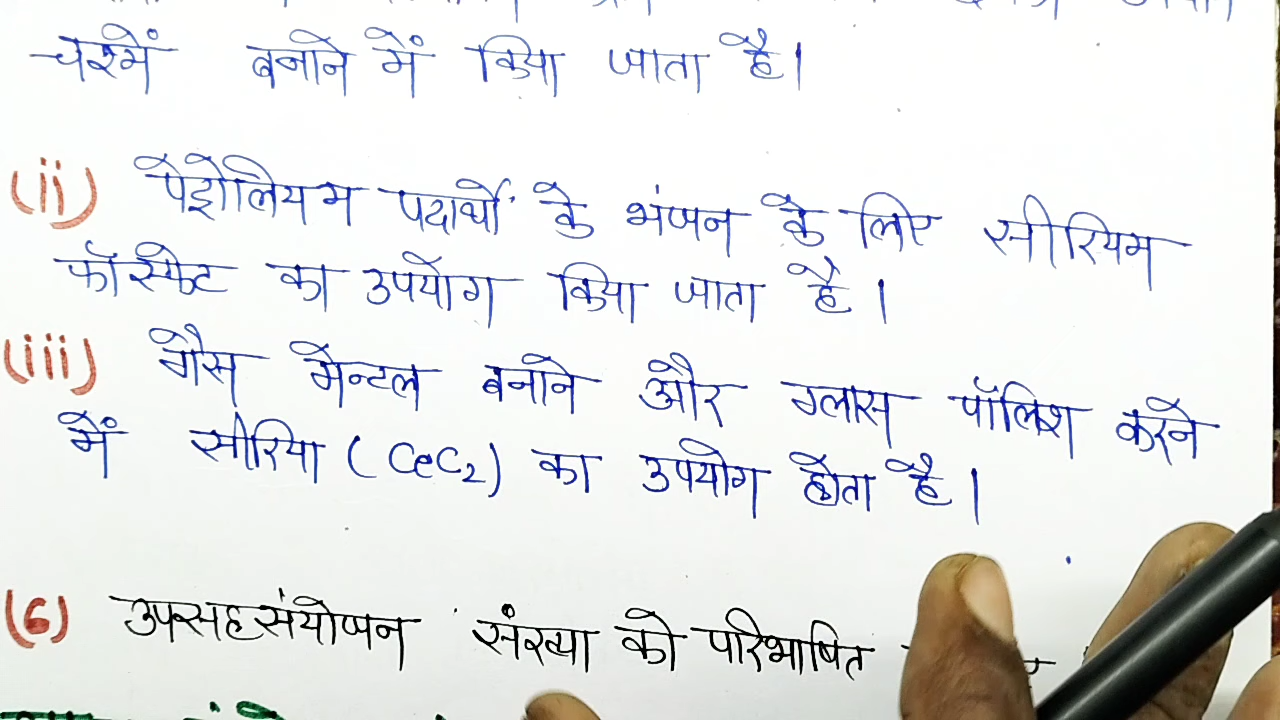 चश्में बनाने में किया जाता है।
(ii) पेट्रोलियम पदार्थों के भंजन के लिए सीरियम
फॉस्फेट का उपयोग किया जाता है।
(iii) गैस मेन्टल बनाने और ग्लास पॉलिश करने
में सीरिया (CeC₂) का उपयोग होता है।
(6) उपसहसंयोजन संख्या को परिभाषित